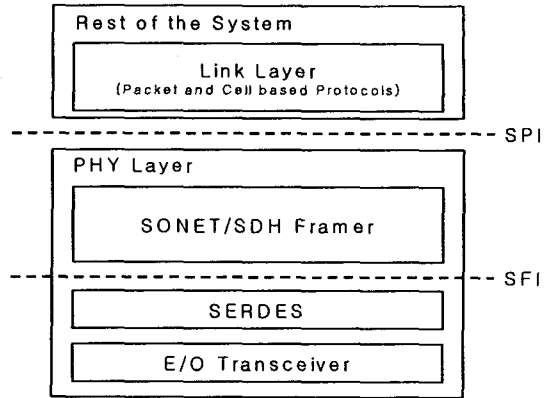 Rest of the System
Link Layer
(Packet and Cell based Protocols)
SPI
PHY Layer
SONET/SDH Framer
SFI
SERDES
E/O Transceiver